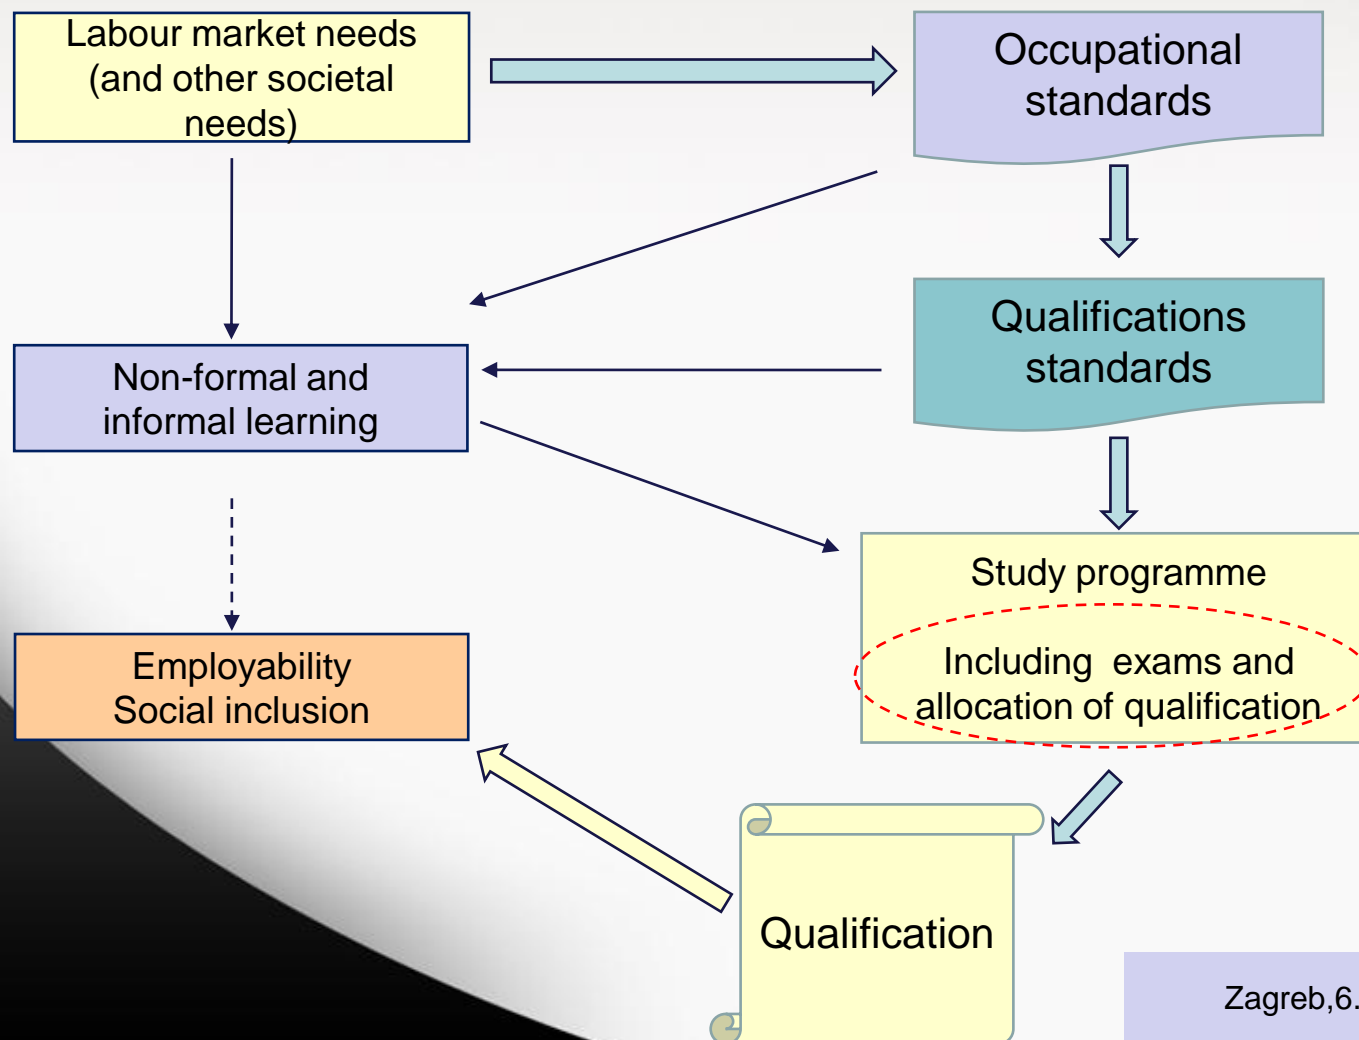 Labour market needs
(and other societal
needs)
Occupational
standards
Qualifications
standards
Non-formal and
informal learning
Study programme
Including exams and
allocation of qualification
Employability
Social inclusion
Qualification
Zagreb,6.